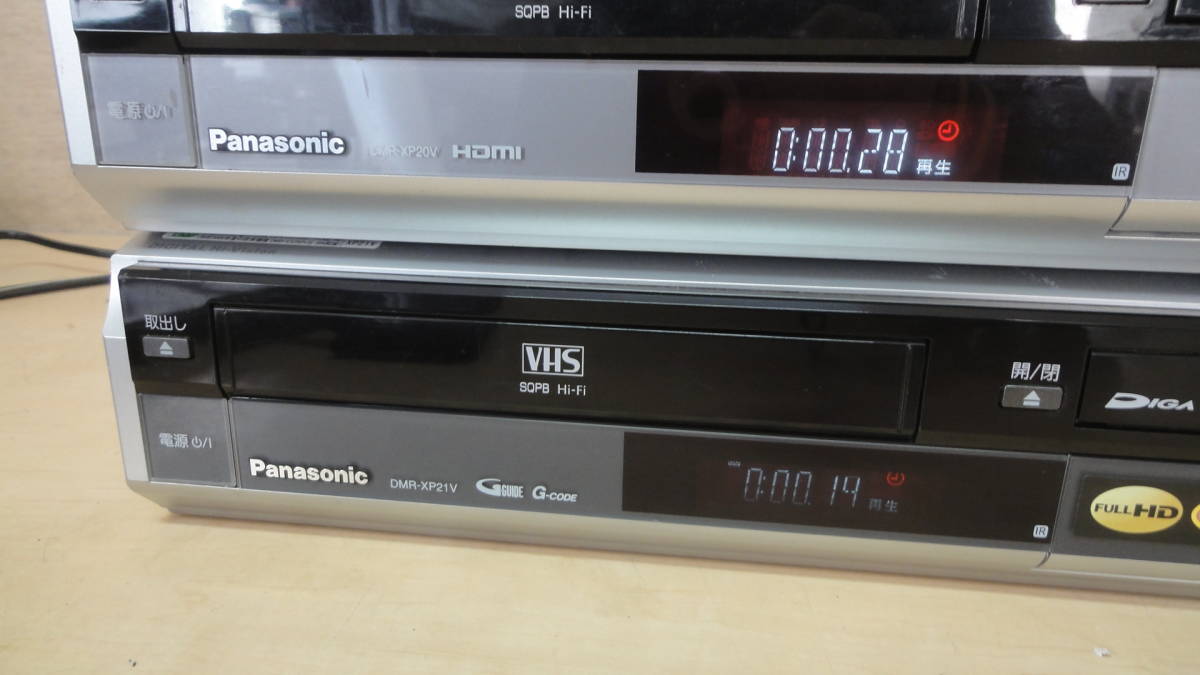 SQPB Hi-Fi
電源 ⏻/I
Panasonic
DMR-XP20V HDMI
0:00.28 再生
IR
XP21V
取出し
VHS
SQPB Hi-Fi
開/閉
DIGA
電源 ⏻/I
Panasonic
DMR-XP21V
G GUIDE G-CODE
0:00.14 再生
IR
FULL HD